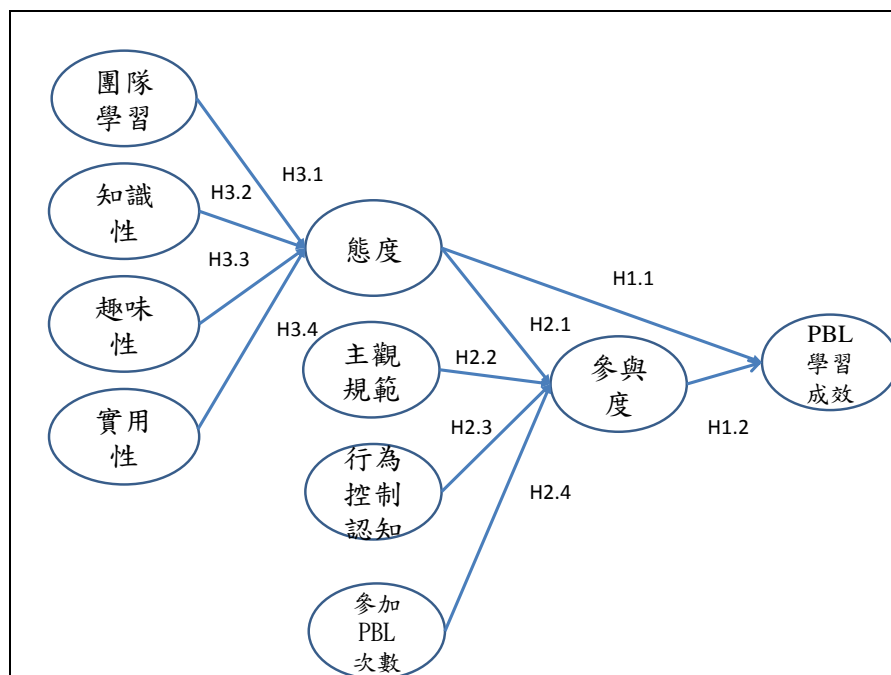 團隊
學習
H3.1
知識
性
H3.2
H3.3
趣味
性
H3.4
實用
性
態度
H1.1
H2.1
主觀
規範
H2.2
參與
度
PBL
學習
成效
H1.2
H2.3
行為
控制
認知
H2.4
參加
PBL
次數